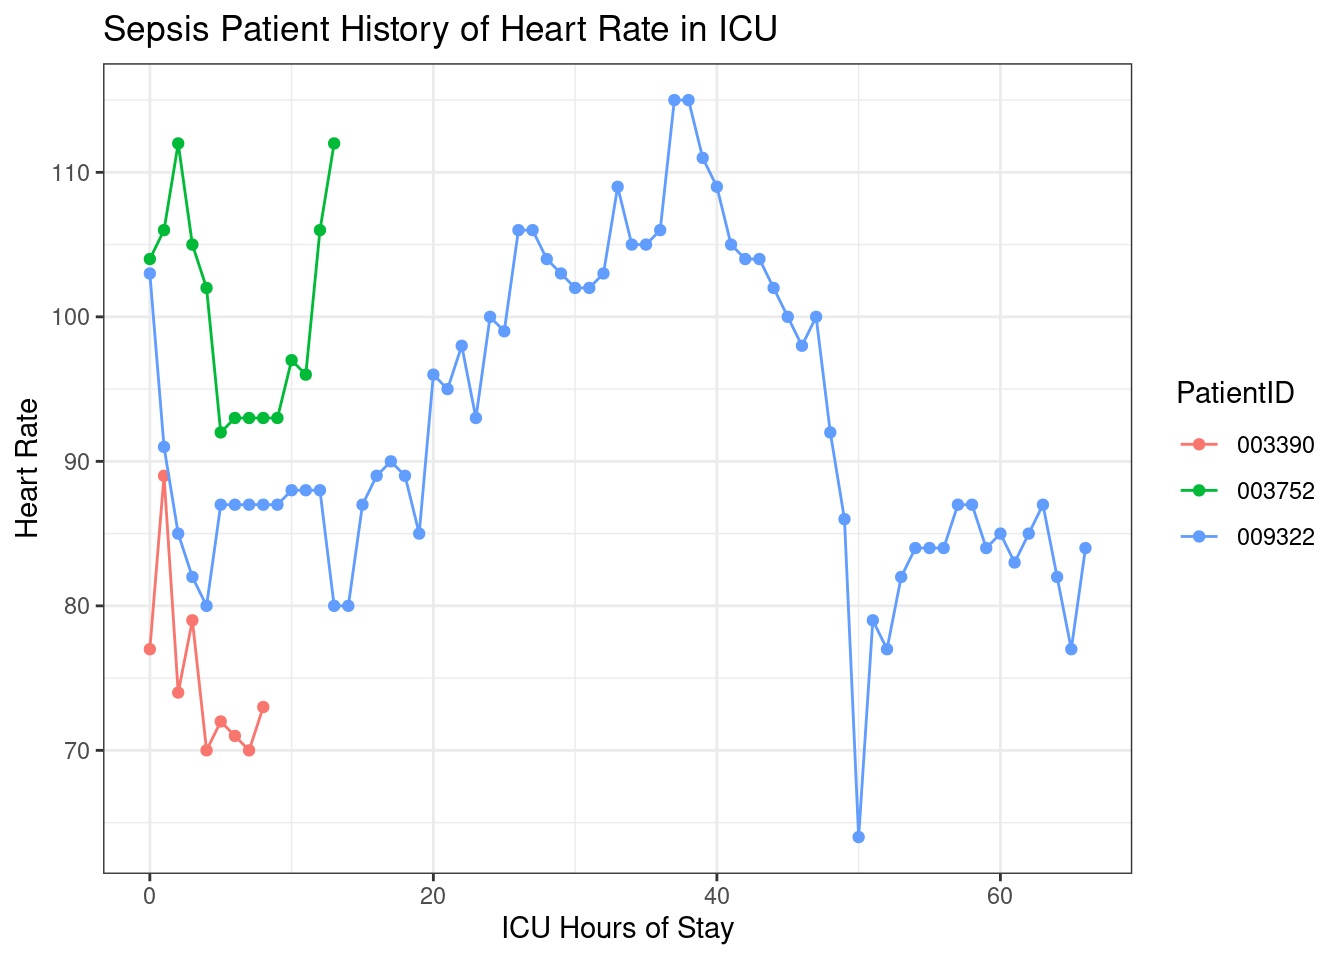 Sepsis Patient History of Heart Rate in ICU
110
100
90
80
70
Heart Rate
0 20 40 60
ICU Hours of Stay
PatientID
003390
003752
009322